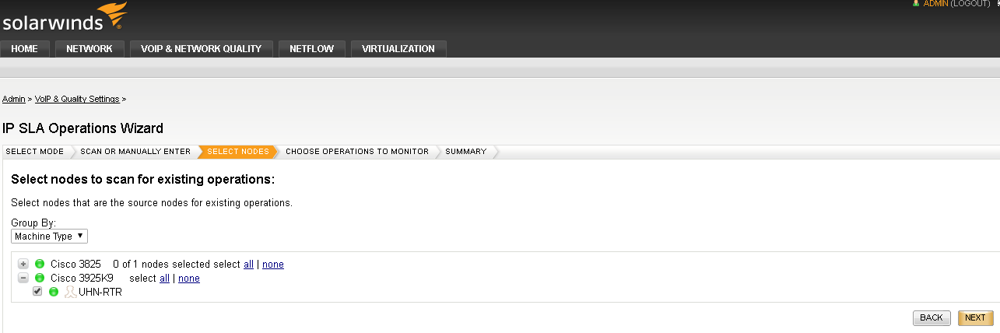 ADMIN (LOGOUT)
solarwinds
HOME NETWORK VOIP & NETWORK QUALITY NETFLOW VIRTUALIZATION
Admin > VoIP & Quality Settings >
IP SLA Operations Wizard
SELECT MODE SCAN OR MANUALLY ENTER SELECT NODES CHOOSE OPERATIONS TO MONITOR SUMMARY
Select nodes to scan for existing operations:
Select nodes that are the source nodes for existing operations.
Group By:
Machine Type
Cisco 3825 0 of 1 nodes selected select all | none
Cisco 3925K9 select all | none
UHN-RTR
BACK NEXT